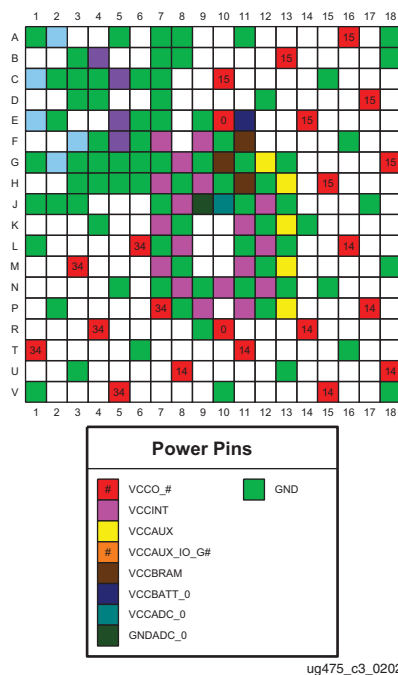 1 2 3 4 5 6 7 8 9 10 11 12 13 14 15 16 17 18
A 15
B 15
C 15
D 15
E 0 14
F
G 15
H 15
J
K
L 34 14
M 34
N
P 34 14
R 34 0 14
T 34 14
U 14 14
V 34 14
1 2 3 4 5 6 7 8 9 10 11 12 13 14 15 16 17 18
Power Pins
# VCCO_# GND
VCCINT
VCCAUX
# VCCAUX_IO_G#
VCCBRAM
VCCBATT_0
VCCADC_0
GNDADC_0
ug475_c3_0202